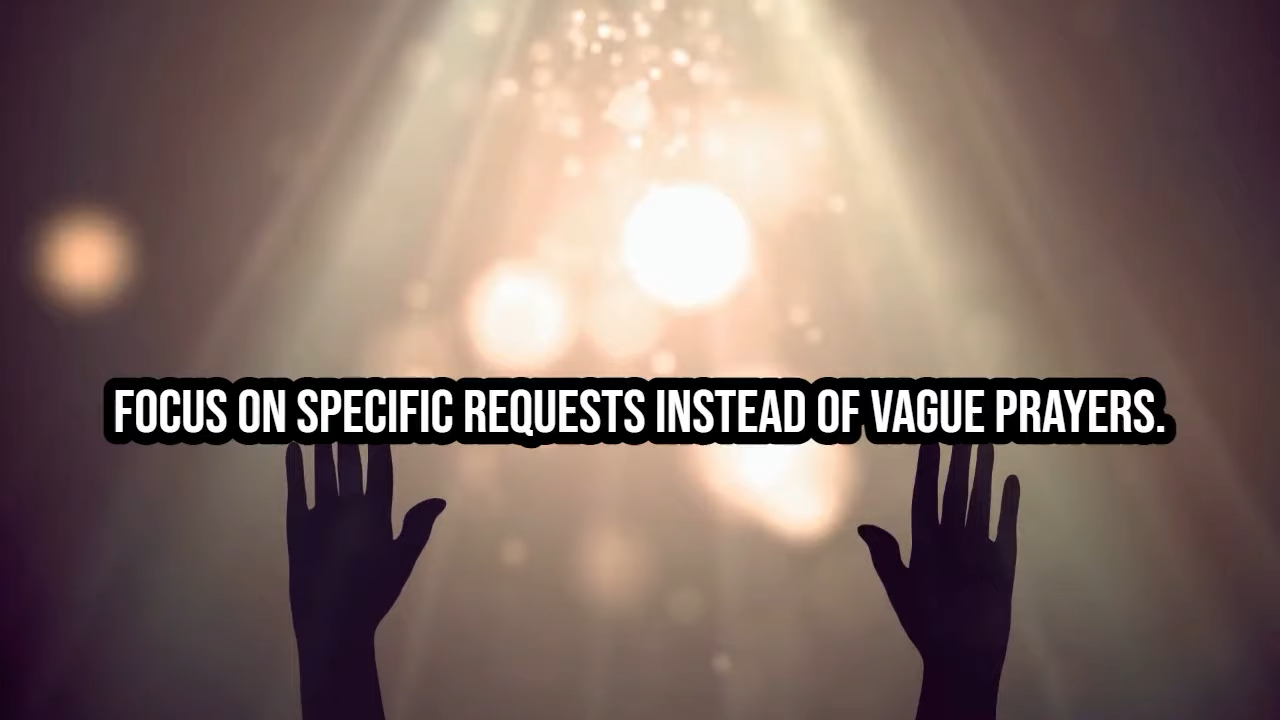 FOCUS ON SPECIFIC REQUESTS INSTEAD OF VAGUE PRAYERS.